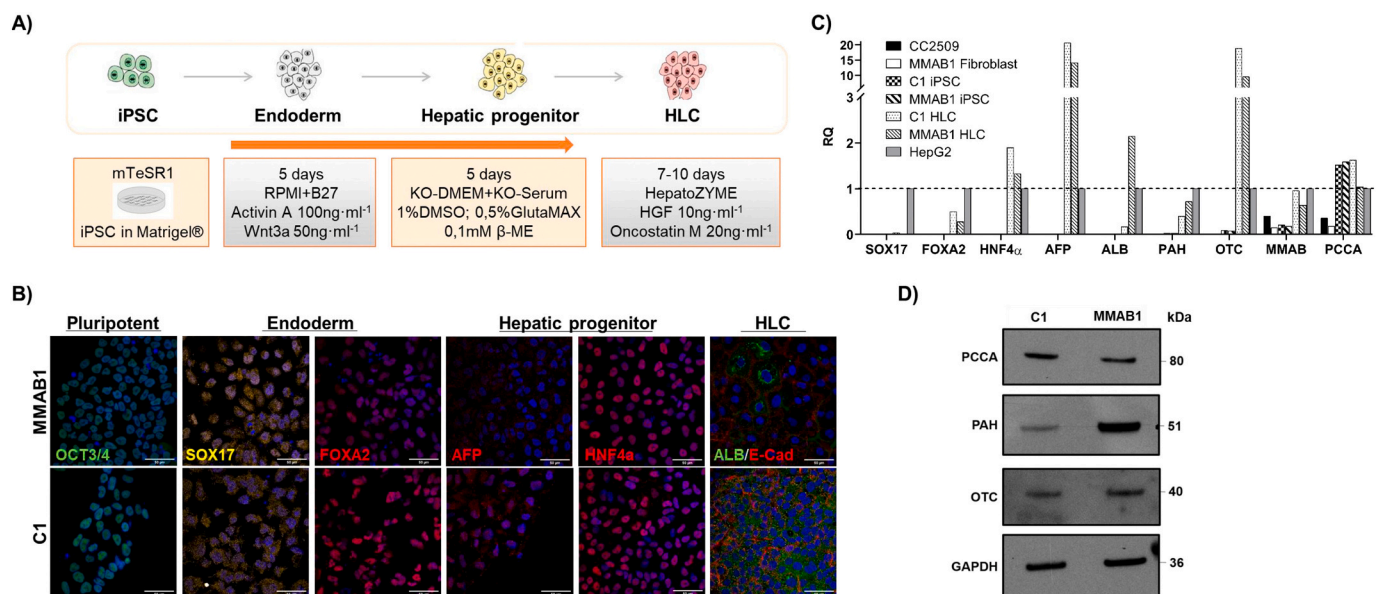 A)
iPSC
Endoderm
Hepatic progenitor
HLC
mTeSR1
iPSC in Matrigel®
5 days
RPMI+B27
Activin A 100ng·ml-1
Wnt3a 50ng·ml-1
5 days
KO-DMEM+KO-Serum
1%DMSO; 0,5%GlutaMAX
0,1mM β-ME
7-10 days
HepatoZYME
HGF 10ng·ml-1
Oncostatin M 20ng·ml-1
B)
Pluripotent
Endoderm
Hepatic progenitor
HLC
MMAB1
OCT3/4
SOX17
FOXA2
AFP
HNF4a
ALB/E-Cad
C1
C)
RQ
20
15
10
3
2
1
0
CC2509
MMAB1 Fibroblast
C1 iPSC
MMAB1 iPSC
C1 HLC
MMAB1 HLC
HepG2
SOX17
FOXA2
HNF4α
AFP
ALB
PAH
OTC
MMAB
PCCA
D)
C1
MMAB1
kDa
PCCA
80
PAH
51
OTC
40
GAPDH
36